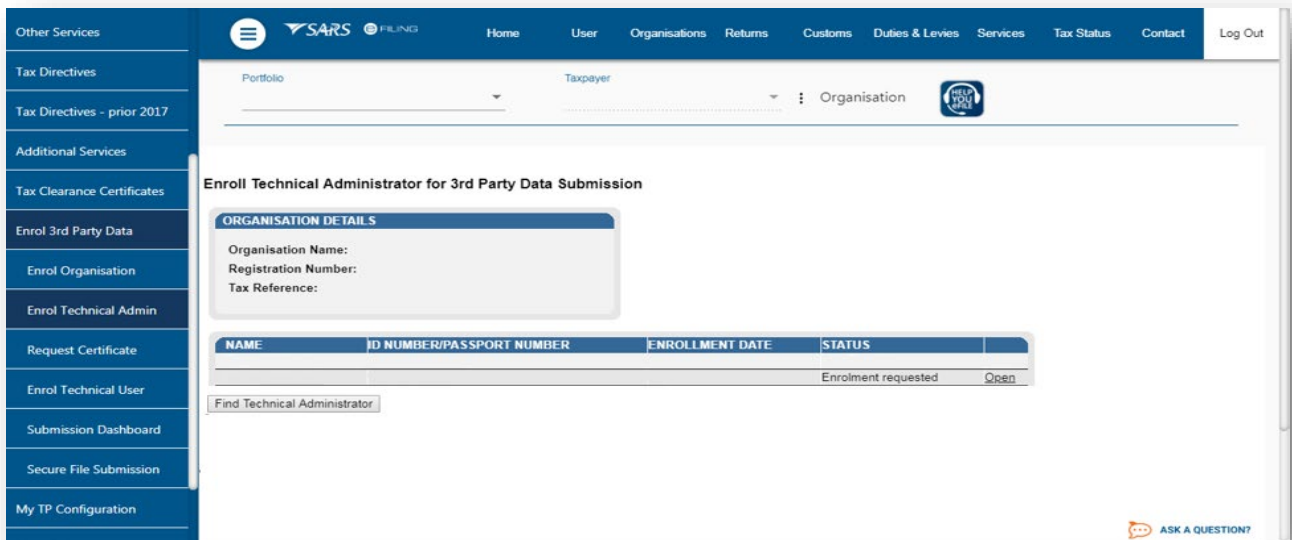 SARS eFILING
Home User Organisations Returns Customs Duties & Levies Services Tax Status Contact Log Out
Other Services
Tax Directives
Tax Directives - prior 2017
Additional Services
Tax Clearance Certificates
Enrol 3rd Party Data
Enrol Organisation
Enrol Technical Admin
Request Certificate
Enrol Technical User
Submission Dashboard
Secure File Submission
My TP Configuration
Portfolio
Taxpayer
Organisation
HELP
YOU
eFILE
Enroll Technical Administrator for 3rd Party Data Submission
ORGANISATION DETAILS
Organisation Name:
Registration Number:
Tax Reference:
NAME ID NUMBER/PASSPORT NUMBER ENROLLMENT DATE STATUS
Enrolment requested Open
Find Technical Administrator
ASK A QUESTION?